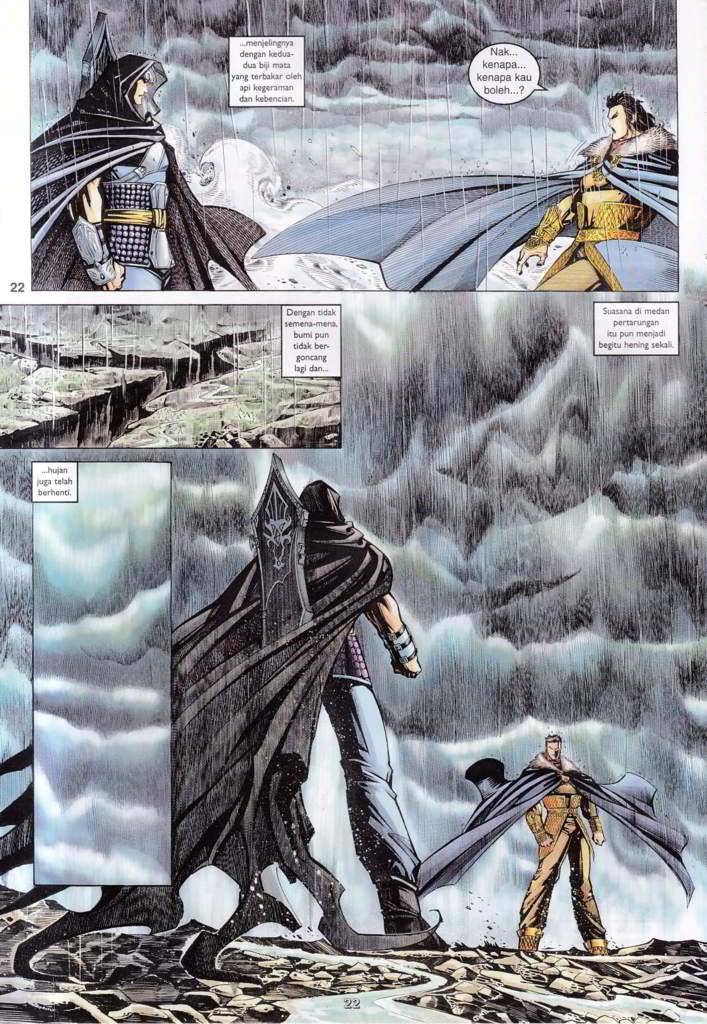 ...menjelingnya
dengan kedua-
dua biji mata
yang terbakar oleh
api kegeraman
dan kebencian.
Nak...
kenapa...
kenapa kau
boleh...?
22
Dengan tidak
semena-mena,
bumi pun
tidak ber-
goncang
lagi dan...
Suasana di medan
pertarungan
itu pun menjadi
begitu hening sekali.
...hujan
juga telah
berhenti.
22